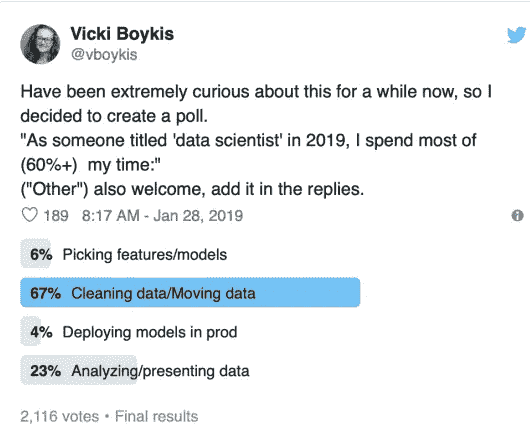 Vicki Boykis
@vboykis
Have been extremely curious about this for a while now, so I
decided to create a poll.
"As someone titled 'data scientist' in 2019, I spend most of
(60%+)  my time:"
("Other") also welcome, add it in the replies.
189 8:17 AM - Jan 28, 2019
6% Picking features/models
67% Cleaning data/Moving data
4% Deploying models in prod
23% Analyzing/presenting data
2,116 votes • Final results